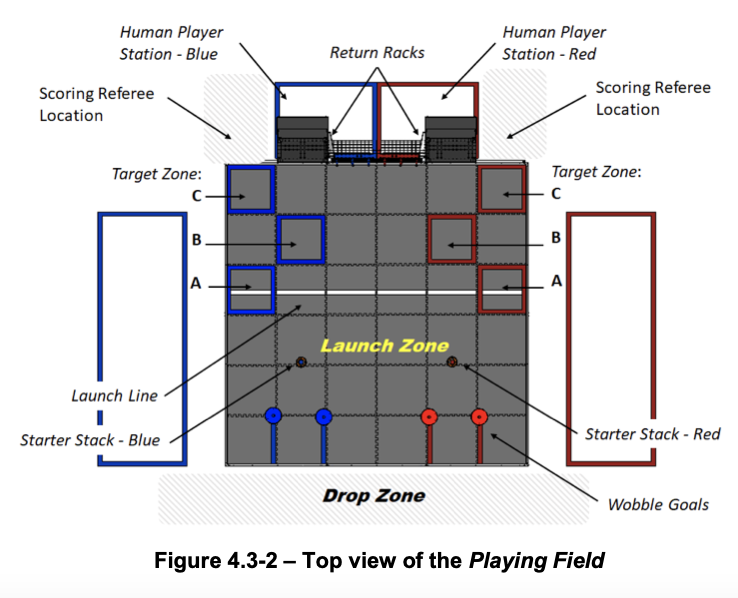 Human Player
Station - Blue
Return Racks
Human Player
Station - Red
Scoring Referee
Location
Scoring Referee
Location
Target Zone:
C
B
A
Target Zone:
C
B
A
Launch Zone
Launch Line
Starter Stack - Blue
Starter Stack - Red
Drop Zone
Wobble Goals
Figure 4.3-2 – Top view of the Playing Field